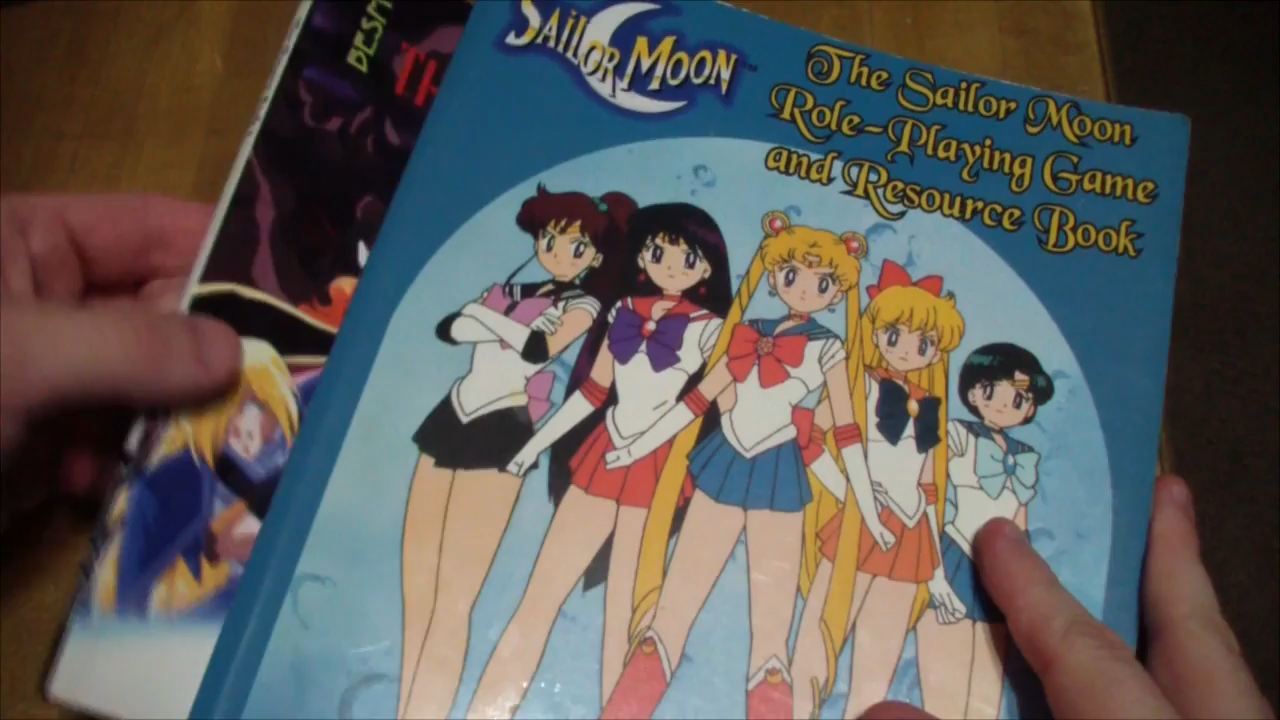 SAILOR MOON
The Sailor Moon
Role-Playing Game
and Resource Book